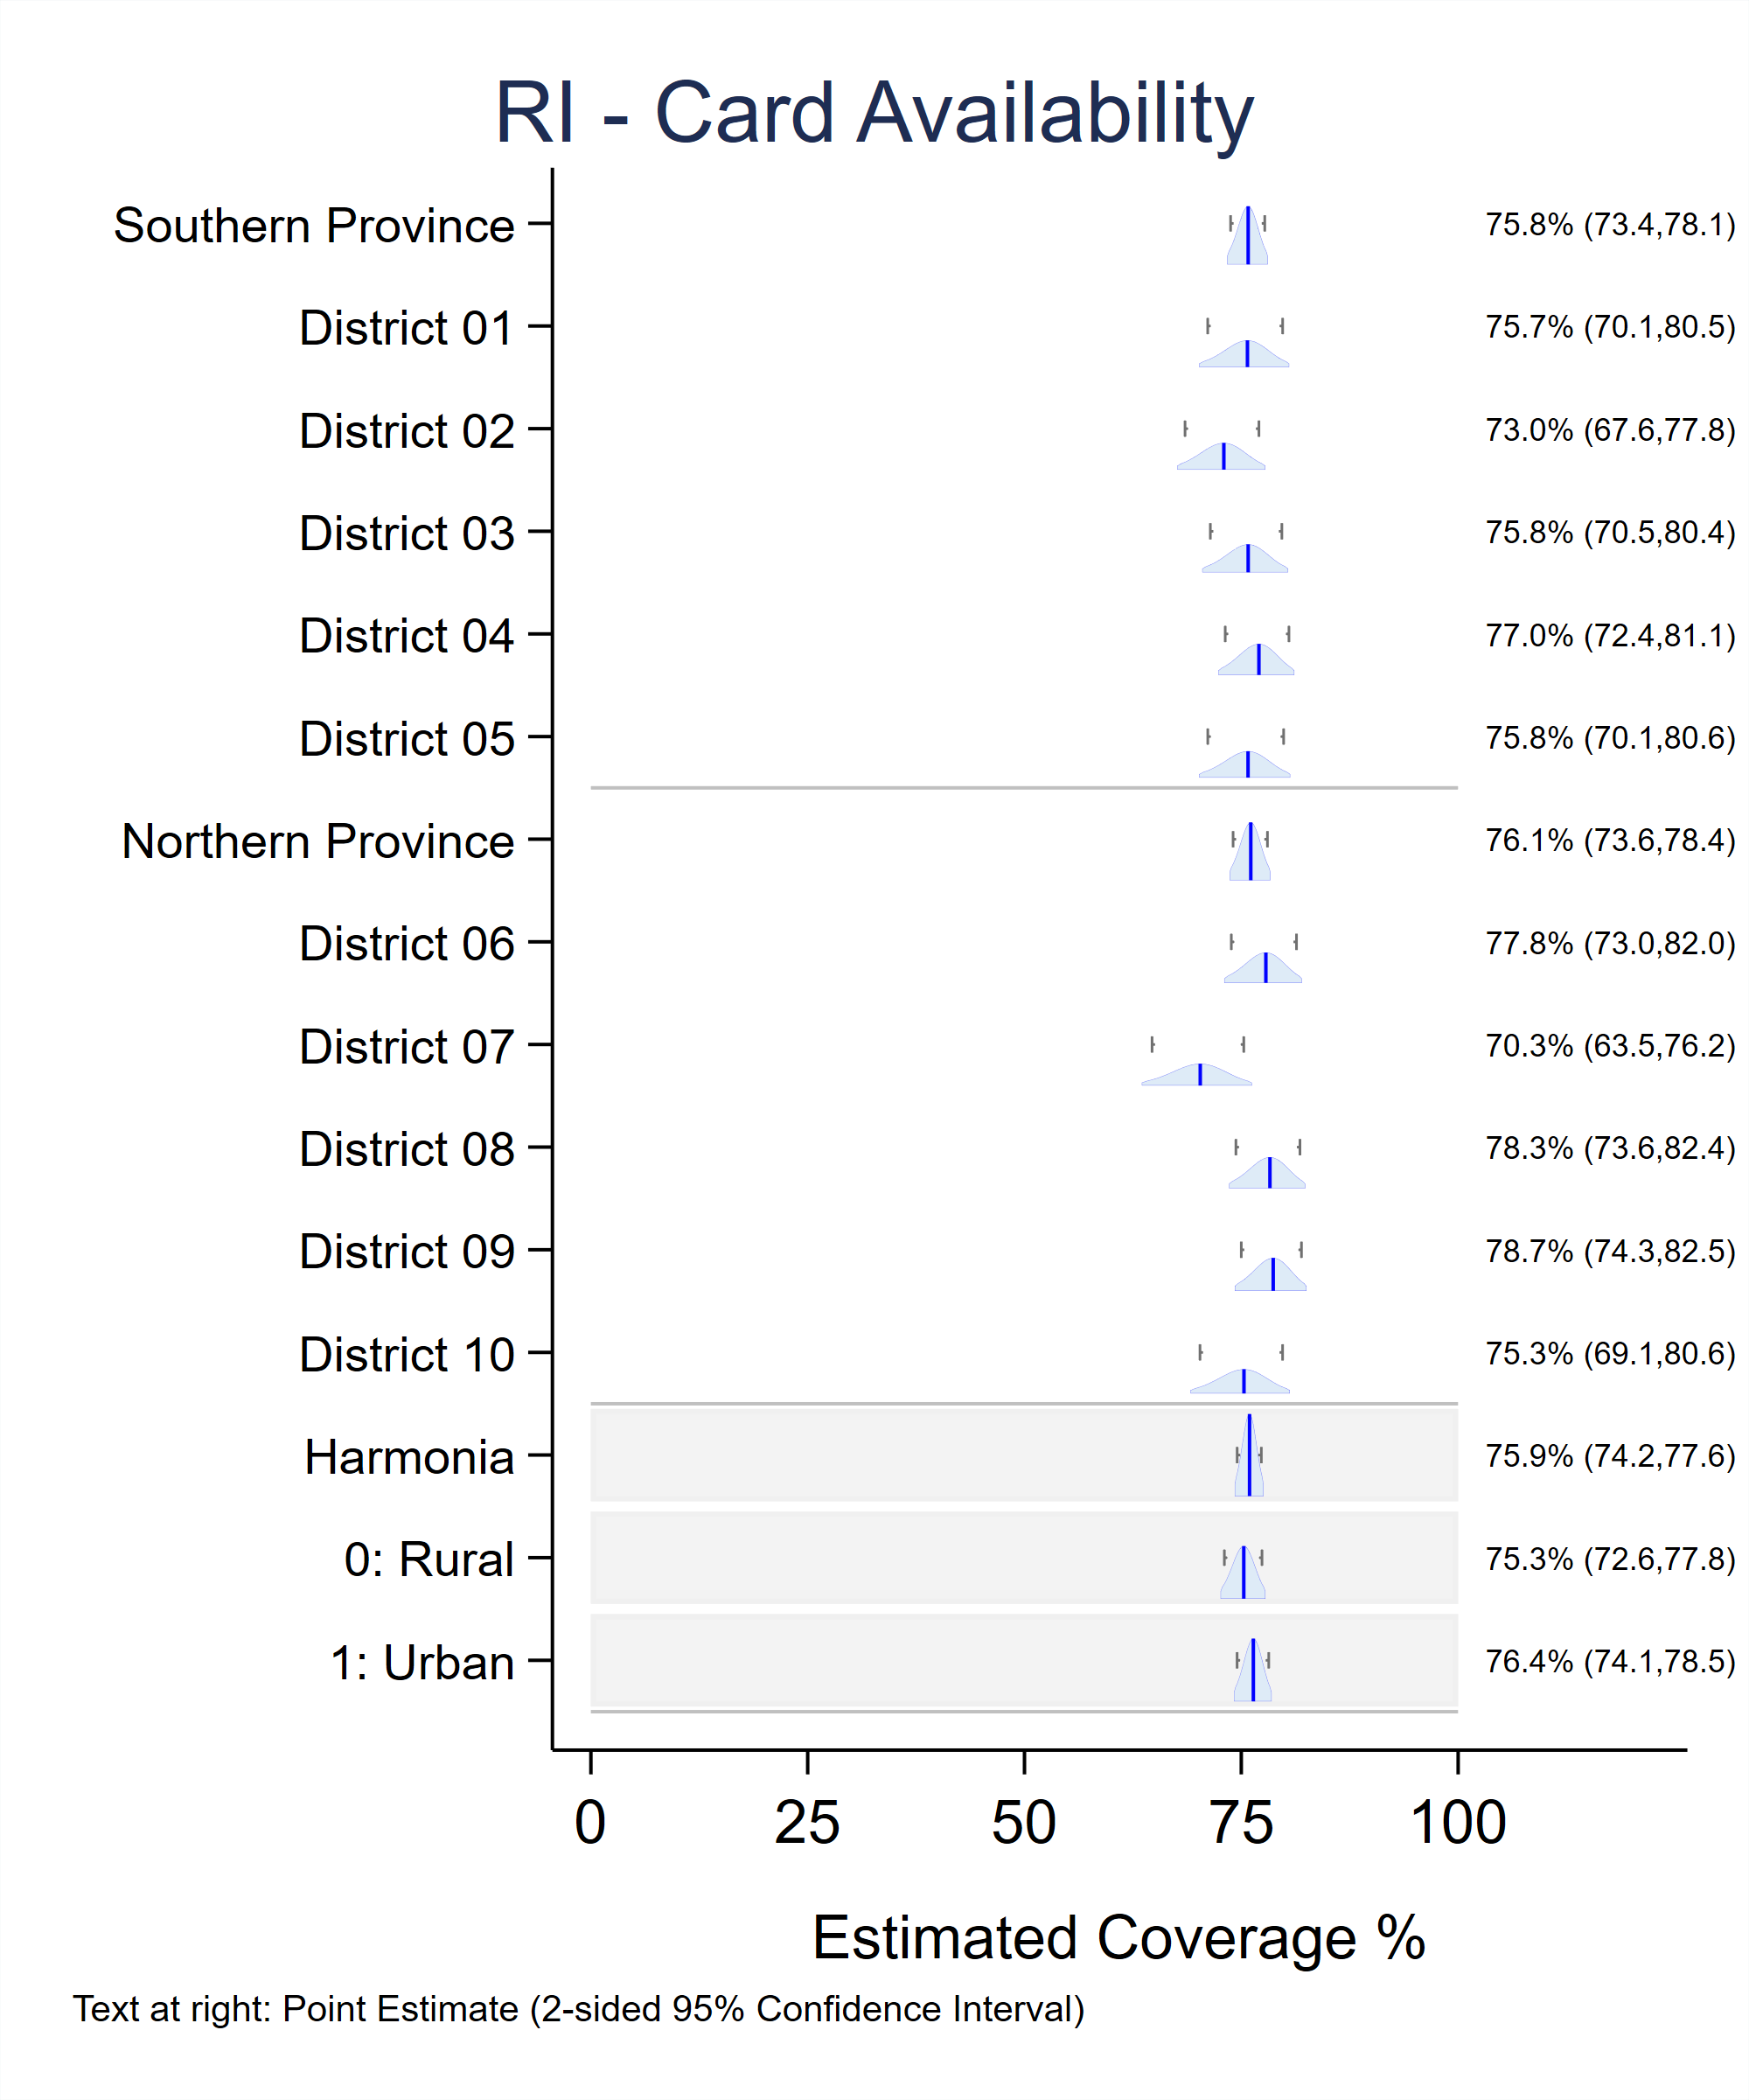 RI - Card Availability
Southern Province 75.8% (73.4,78.1)
District 01 75.7% (70.1,80.5)
District 02 73.0% (67.6,77.8)
District 03 75.8% (70.5,80.4)
District 04 77.0% (72.4,81.1)
District 05 75.8% (70.1,80.6)
Northern Province 76.1% (73.6,78.4)
District 06 77.8% (73.0,82.0)
District 07 70.3% (63.5,76.2)
District 08 78.3% (73.6,82.4)
District 09 78.7% (74.3,82.5)
District 10 75.3% (69.1,80.6)
Harmonia 75.9% (74.2,77.6)
0: Rural 75.3% (72.6,77.8)
1: Urban 76.4% (74.1,78.5)
0 25 50 75 100
Estimated Coverage %
Text at right: Point Estimate (2-sided 95% Confidence Interval)